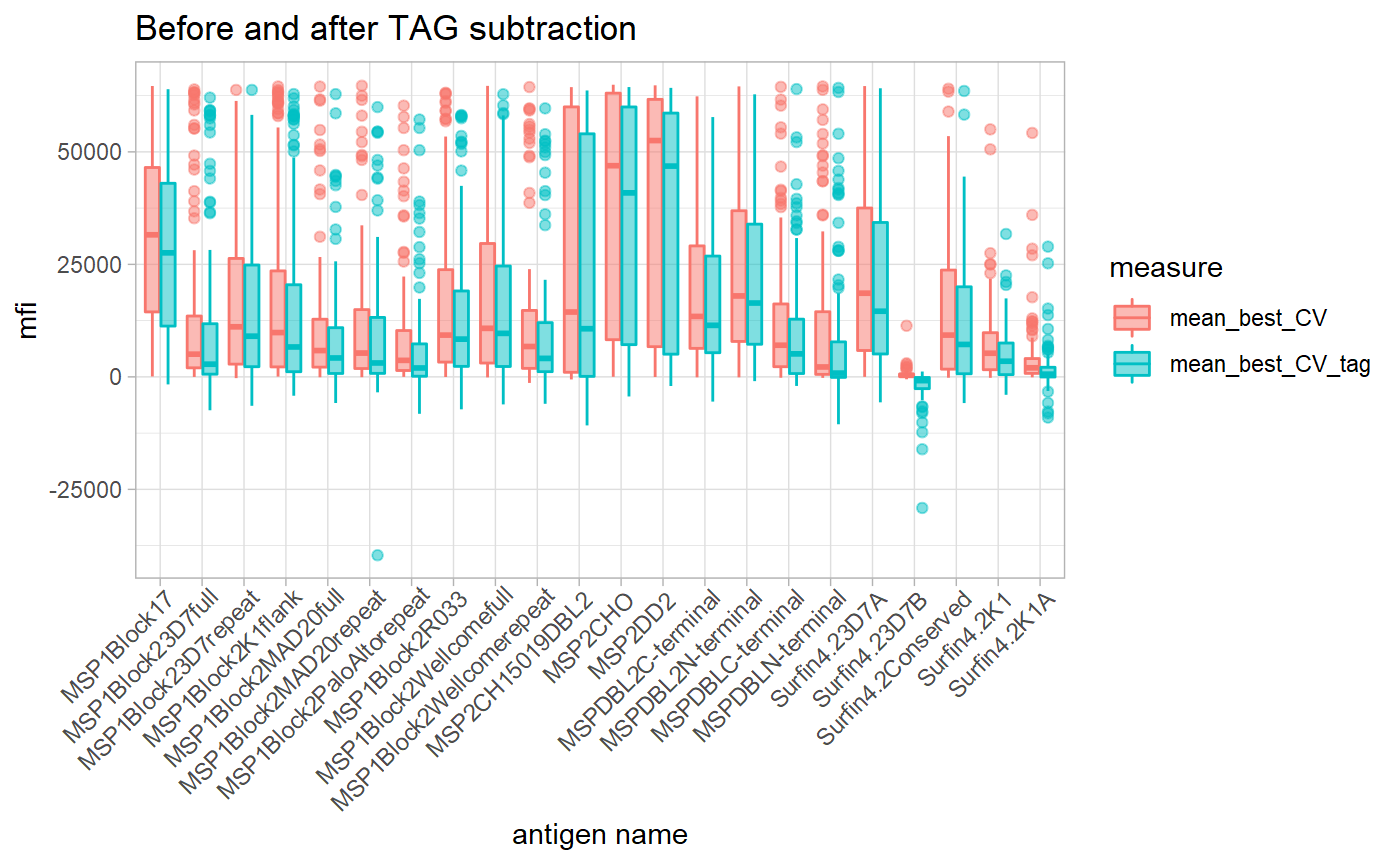 Before and after TAG subtraction
mfi
50000
25000
0
-25000
MSP1Block17
MSP1Block23D7full
MSP1Block23D7repeat
MSP1Block2K1flank
MSP1Block2MAD20full
MSP1Block2MAD20repeat
MSP1Block2PaloAltorepeat
MSP1Block2R033
MSP1Block2Wellcomefull
MSP1Block2Wellcomerepeat
MSP2CH15019DBL2
MSP2CHO
MSP2DD2
MSPDBL2C-terminal
MSPDBL2N-terminal
MSPDBLC-terminal
MSPDBLN-terminal
Surfin4.23D7A
Surfin4.23D7B
Surfin4.2Conserved
Surfin4.2K1
Surfin4.2K1A
antigen name
measure
mean_best_CV
mean_best_CV_tag